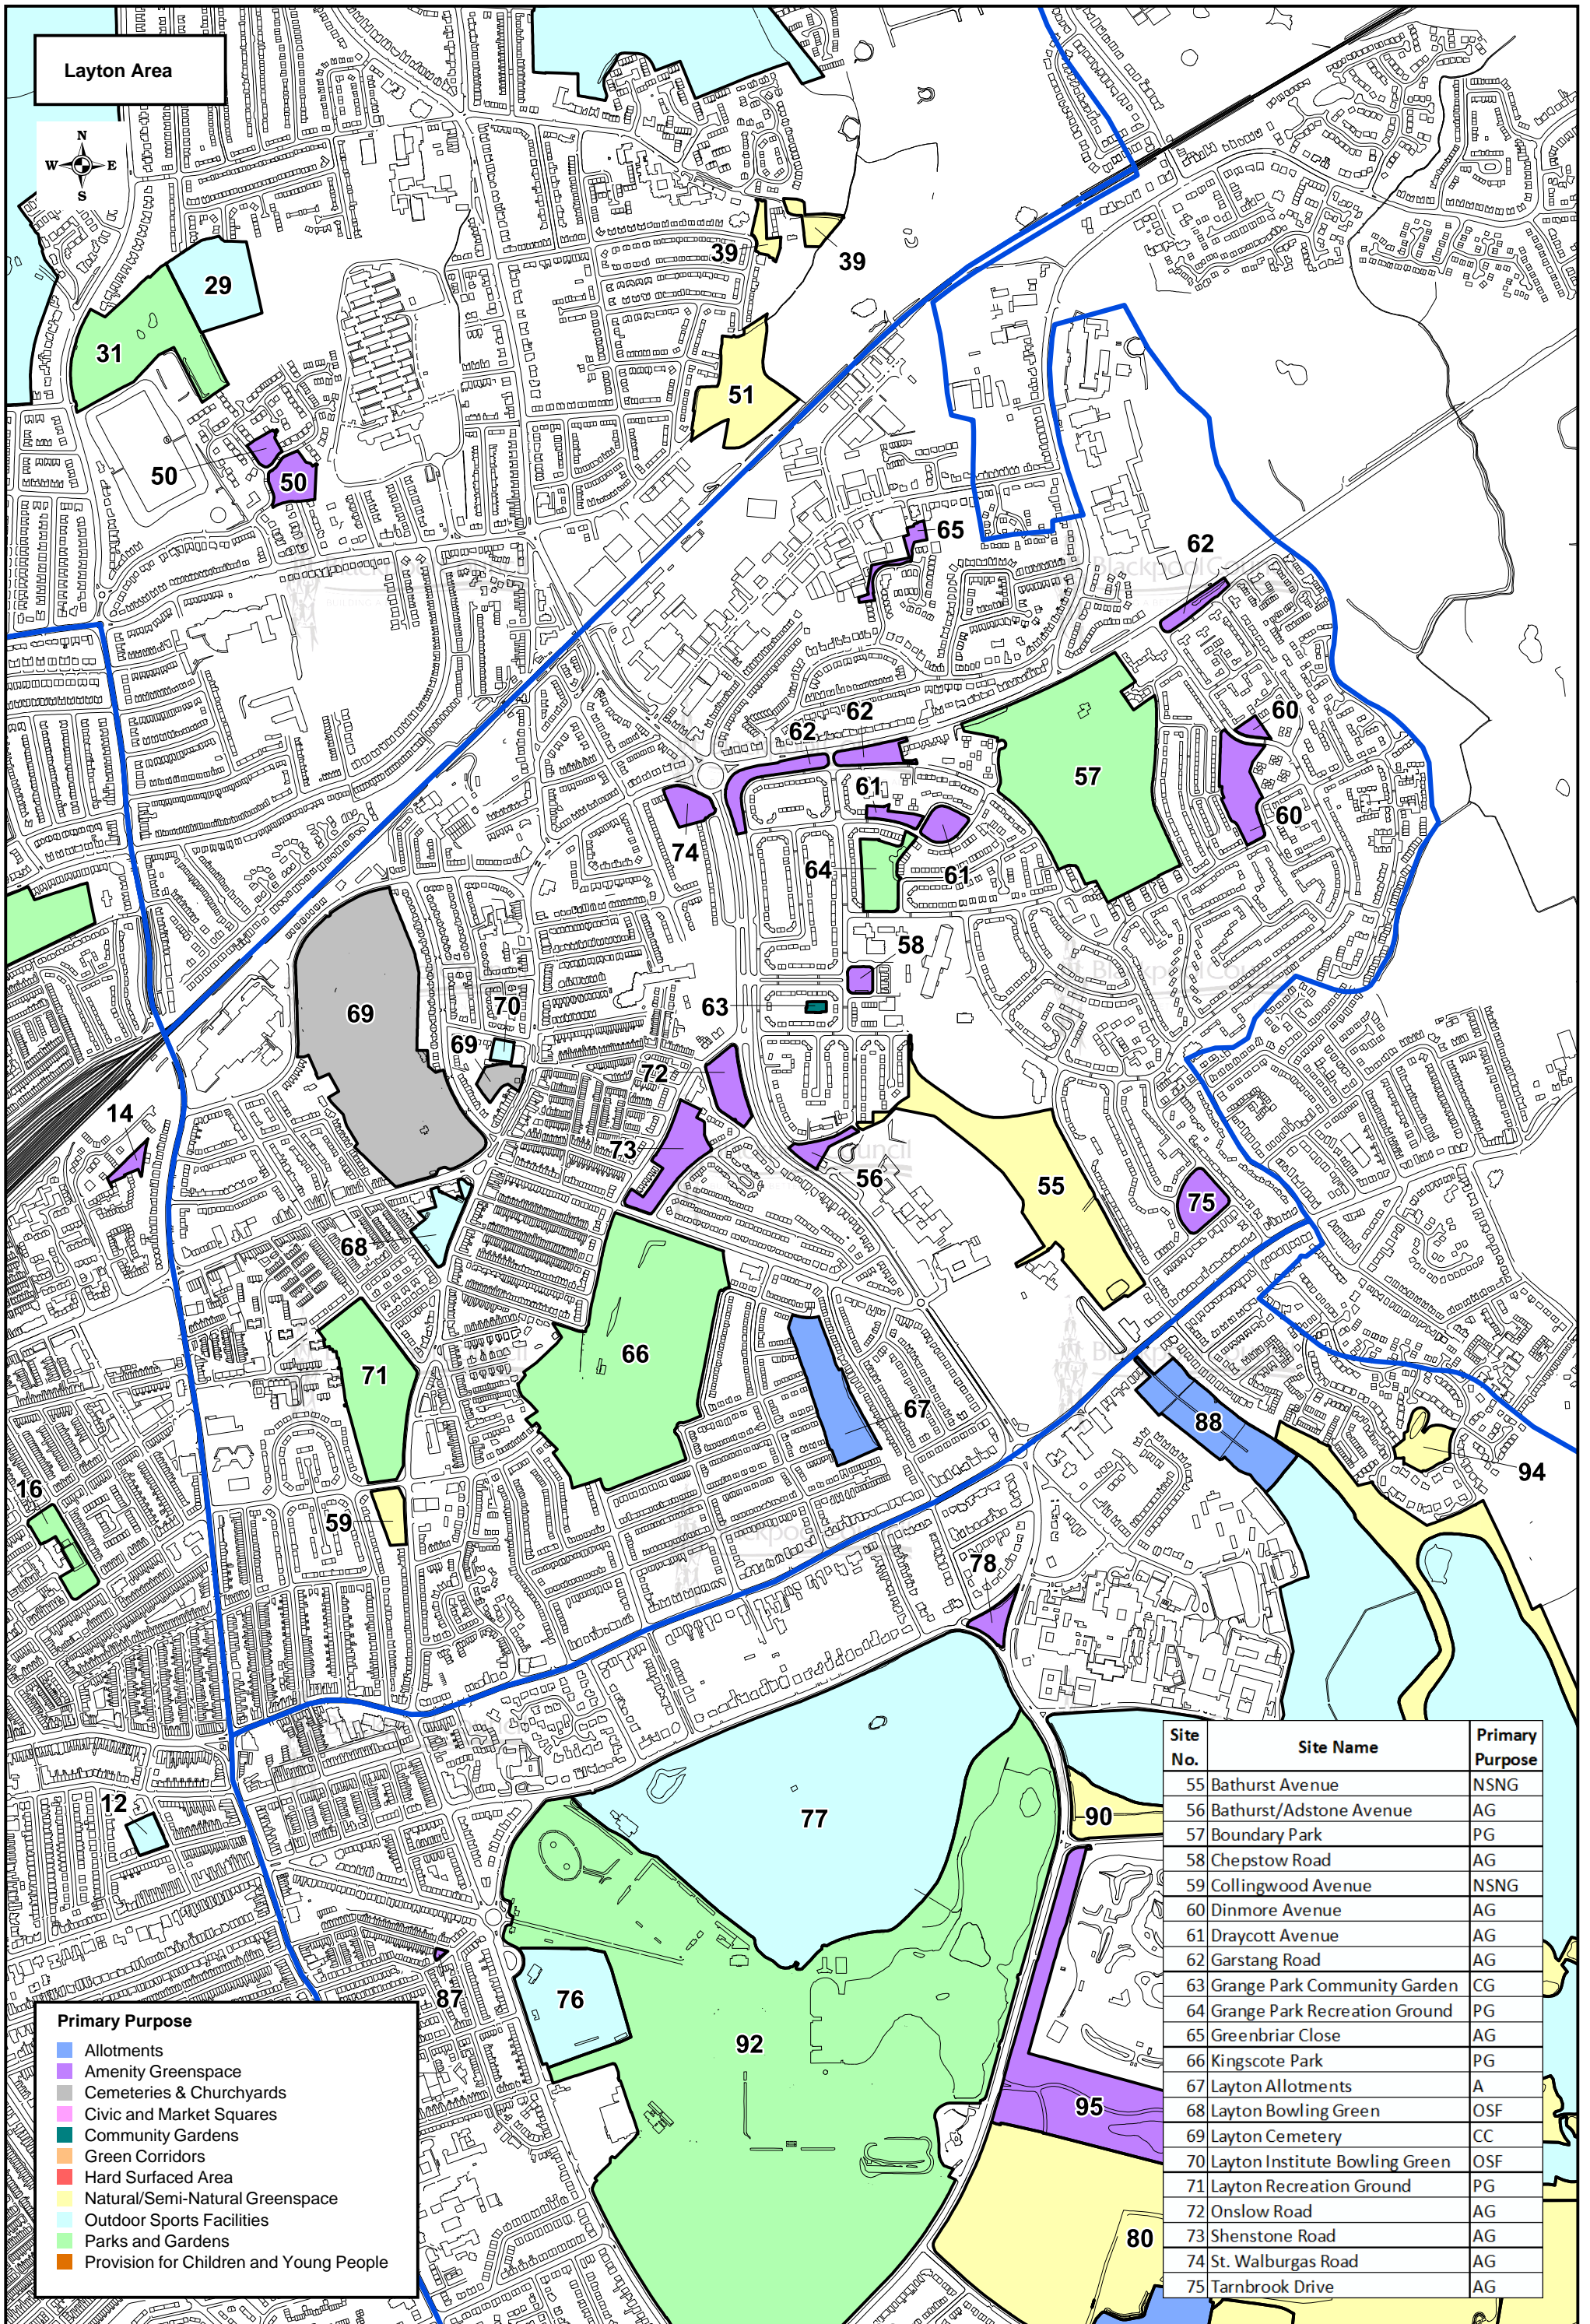 Layton Area
N
W E
S
39
39
29
31
51
50
50
65
62
62
62
60
57
61
60
74
64
61
58
69
70
63
69
72
14
73
56
55
75
68
66
71
67
88
94
16
59
78
12
77
90
87
76
92
95
80
BlackpoolCouncil
Site No. Site Name Primary Purpose
55 Bathurst Avenue NSNG
56 Bathurst/Adstone Avenue AG
57 Boundary Park PG
58 Chepstow Road AG
59 Collingwood Avenue NSNG
60 Dinmore Avenue AG
61 Draycott Avenue AG
62 Garstang Road AG
63 Grange Park Community Garden CG
64 Grange Park Recreation Ground PG
65 Greenbriar Close AG
66 Kingscote Park PG
67 Layton Allotments A
68 Layton Bowling Green OSF
69 Layton Cemetery CC
70 Layton Institute Bowling Green OSF
71 Layton Recreation Ground PG
72 Onslow Road AG
73 Shenstone Road AG
74 St. Walburgas Road AG
75 Tarnbrook Drive AG
Primary Purpose
Allotments
Amenity Greenspace
Cemeteries & Churchyards
Civic and Market Squares
Community Gardens
Green Corridors
Hard Surfaced Area
Natural/Semi-Natural Greenspace
Outdoor Sports Facilities
Parks and Gardens
Provision for Children and Young People